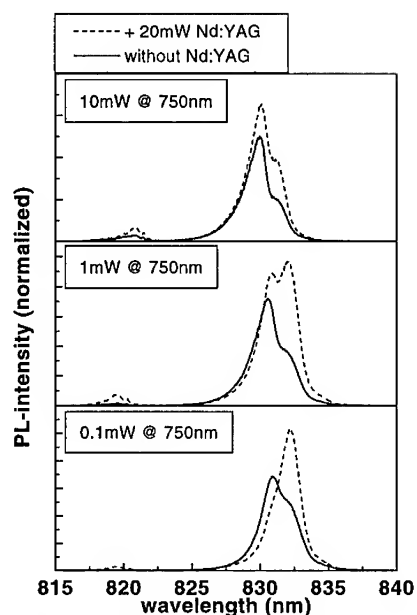 + 20mW Nd:YAG
without Nd:YAG
10mW @ 750nm
1mW @ 750nm
0.1mW @ 750nm
PL-intensity (normalized)
815 820 825 830 835 840
wavelength (nm)